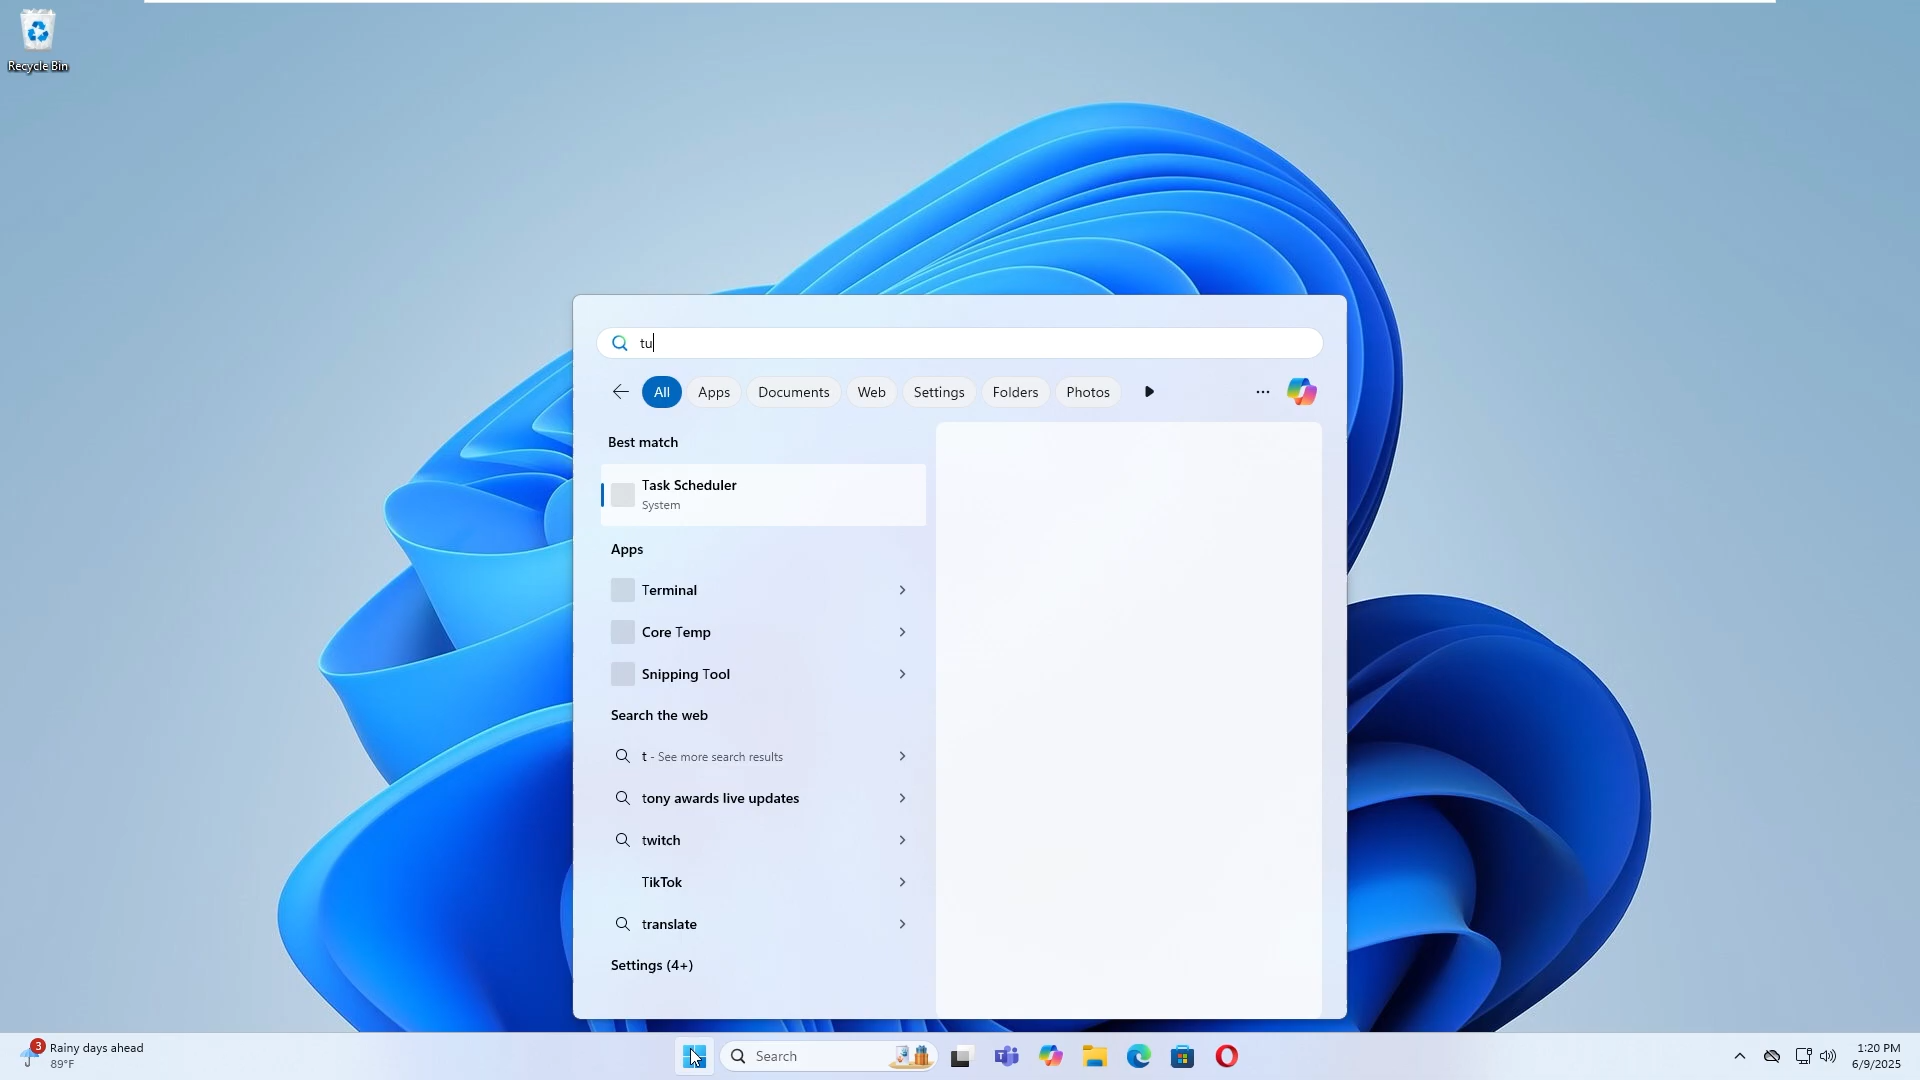 Recycle Bin
tu
All
Apps
Documents
Web
Settings
Folders
Photos
Best match
Task Scheduler
System
Apps
Terminal
Core Temp
Snipping Tool
Search the web
t - See more search results
tony awards live updates
twitch
TikTok
translate
Settings (4+)
3
Rainy days ahead
89°F
Search
1:20 PM
6/9/2025